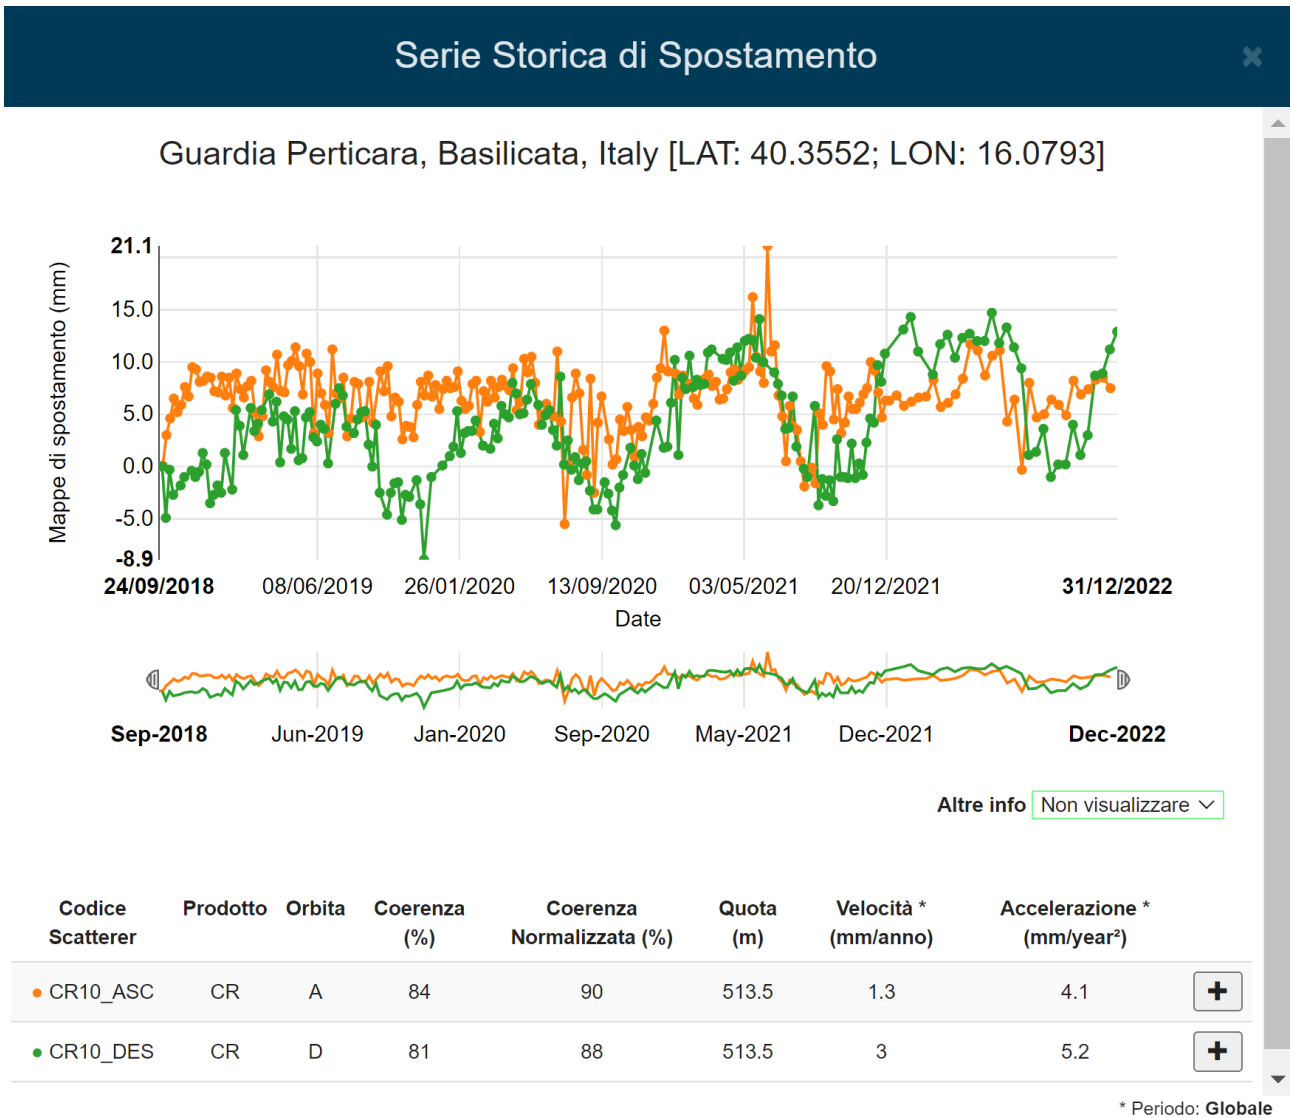 Serie Storica di Spostamento
Guardia Perticara, Basilicata, Italy [LAT: 40.3552; LON: 16.0793]
Mappe di spostamento (mm)
21.1
15.0
10.0
5.0
0.0
-5.0
-8.9
24/09/2018 08/06/2019 26/01/2020 13/09/2020 03/05/2021 20/12/2021 31/12/2022
Date
Sep-2018 Jun-2019 Jan-2020 Sep-2020 May-2021 Dec-2021 Dec-2022
Altre info Non visualizzare
Codice Scatterer Prodotto Orbita Coerenza (%) Coerenza Normalizzata (%) Quota (m) Velocità * (mm/anno) Accelerazione * (mm/year²)
CR10_ASC CR A 84 90 513.5 1.3 4.1
CR10_DES CR D 81 88 513.5 3 5.2
* Periodo: Globale